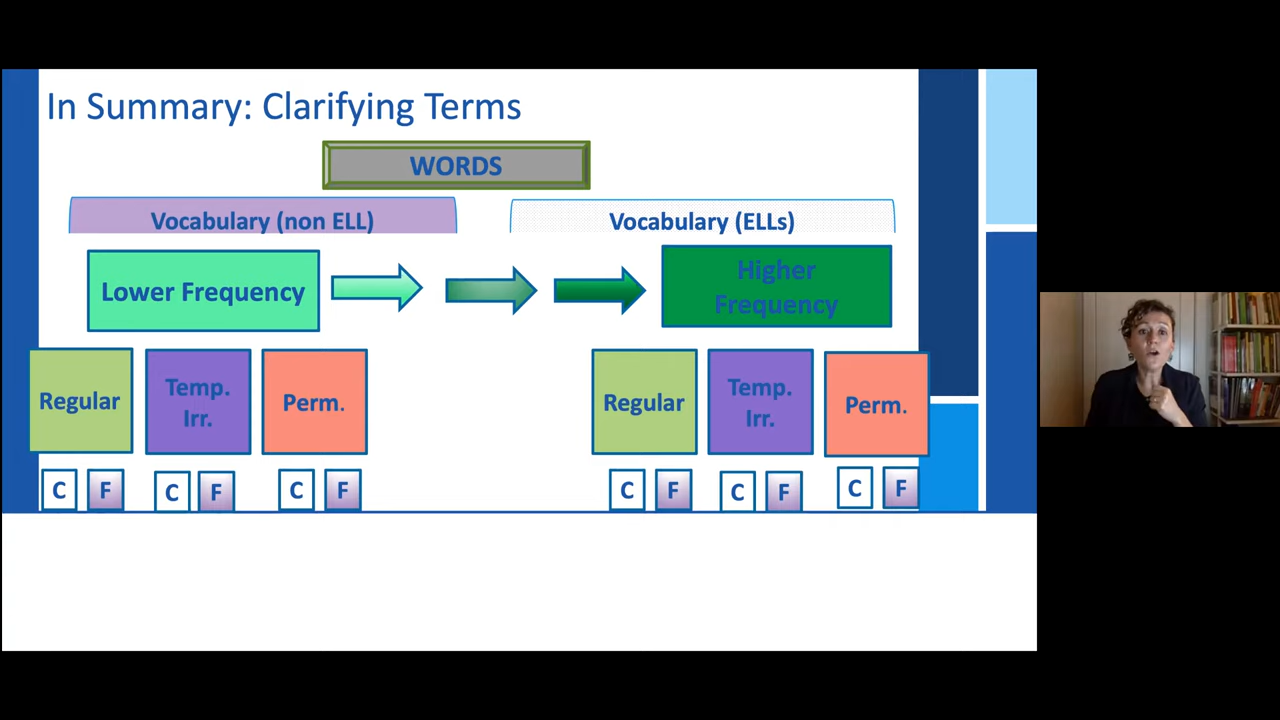 In Summary: Clarifying Terms
WORDS
Vocabulary (non ELL)
Vocabulary (ELLs)
Lower Frequency
Higher
Frequency
Regular
Temp.
Irr.
Perm.
Regular
Temp.
Irr.
Perm.
C F C F C F
C F C F C F